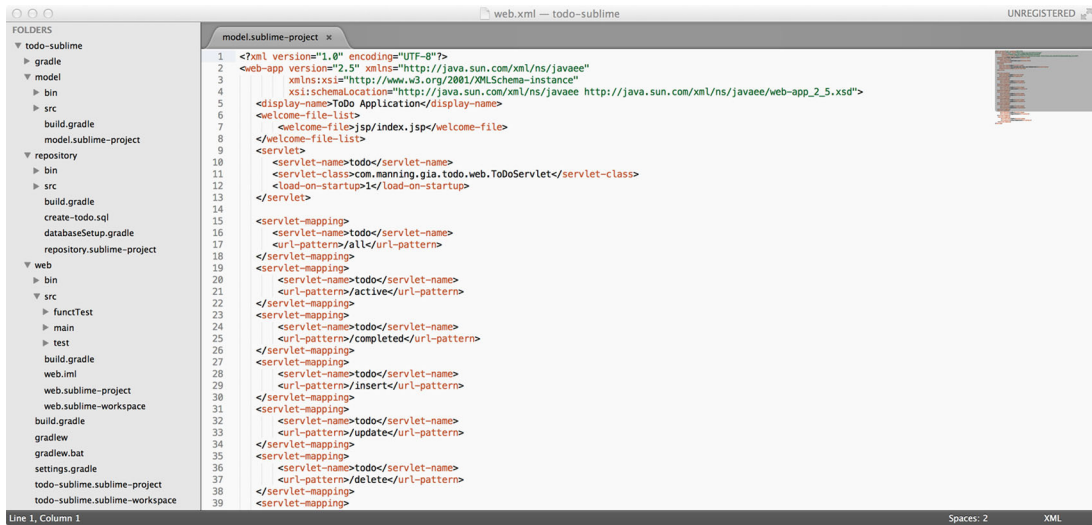 web.xml — todo-sublime
UNREGISTERED
FOLDERS
todo-sublime
gradle
model
bin
src
build.gradle
model.sublime-project
repository
bin
src
build.gradle
create-todo.sql
databaseSetup.gradle
repository.sublime-project
web
bin
src
functTest
main
test
build.gradle
web.iml
web.sublime-project
web.sublime-workspace
build.gradle
gradlew
gradlew.bat
settings.gradle
todo-sublime.sublime-project
todo-sublime.sublime-workspace
model.sublime-project ×
1 <?xml version="1.0" encoding="UTF-8"?>
2 <web-app version="2.5" xmlns="http://java.sun.com/xml/ns/javaee"
3 xmlns:xsi="http://www.w3.org/2001/XMLSchema-instance"
4 xsi:schemaLocation="http://java.sun.com/xml/ns/javaee http://java.sun.com/xml/ns/javaee/web-app_2_5.xsd">
5 <display-name>ToDo Application</display-name>
6 <welcome-file-list>
7 <welcome-file>jsp/index.jsp</welcome-file>
8 </welcome-file-list>
9 <servlet>
10 <servlet-name>todo</servlet-name>
11 <servlet-class>com.manning.gia.todo.web.ToDoServlet</servlet-class>
12 <load-on-startup>1</load-on-startup>
13 </servlet>
14
15 <servlet-mapping>
16 <servlet-name>todo</servlet-name>
17 <url-pattern>/all</url-pattern>
18 </servlet-mapping>
19 <servlet-mapping>
20 <servlet-name>todo</servlet-name>
21 <url-pattern>/active</url-pattern>
22 </servlet-mapping>
23 <servlet-mapping>
24 <servlet-name>todo</servlet-name>
25 <url-pattern>/completed</url-pattern>
26 </servlet-mapping>
27 <servlet-mapping>
28 <servlet-name>todo</servlet-name>
29 <url-pattern>/insert</url-pattern>
30 </servlet-mapping>
31 <servlet-mapping>
32 <servlet-name>todo</servlet-name>
33 <url-pattern>/update</url-pattern>
34 </servlet-mapping>
35 <servlet-mapping>
36 <servlet-name>todo</servlet-name>
37 <url-pattern>/delete</url-pattern>
38 </servlet-mapping>
39 <servlet-mapping>
Line 1, Column 1
Spaces: 2
XML